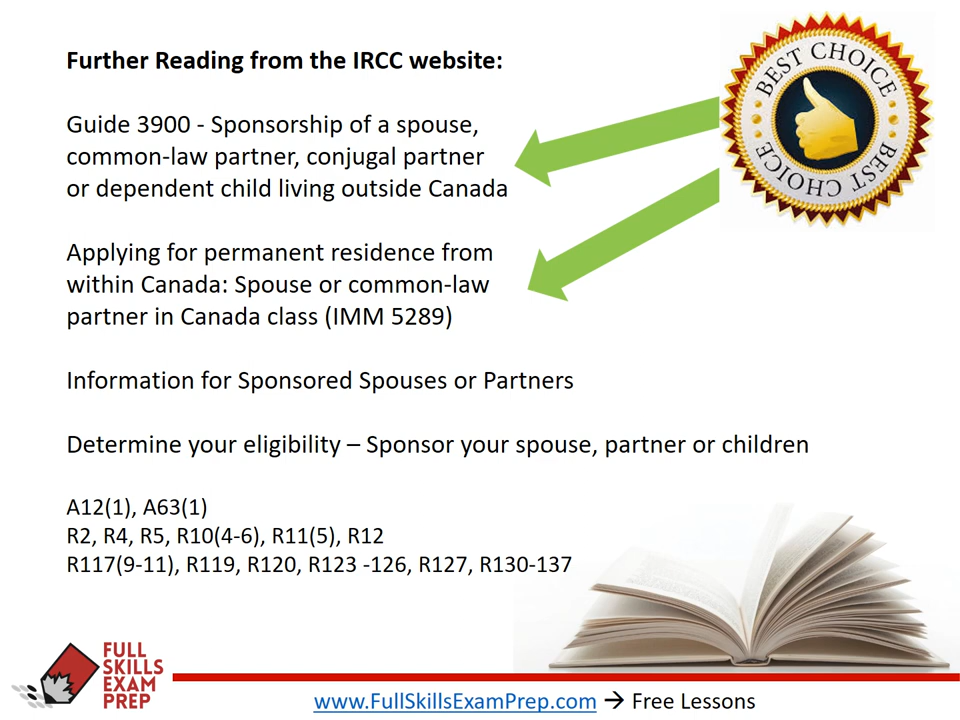 Further Reading from the IRCC website:
Guide 3900 - Sponsorship of a spouse,
common-law partner, conjugal partner
or dependent child living outside Canada
Applying for permanent residence from
within Canada: Spouse or common-law
partner in Canada class (IMM 5289)
Information for Sponsored Spouses or Partners
Determine your eligibility – Sponsor your spouse, partner or children
A12(1), A63(1)
R2, R4, R5, R10(4-6), R11(5), R12
R117(9-11), R119, R120, R123 -126, R127, R130-137
BEST CHOICE
BEST CHOICE
FULL
SKILLS
EXAM
PREP
www.FullSkillsExamPrep.com → Free Lessons